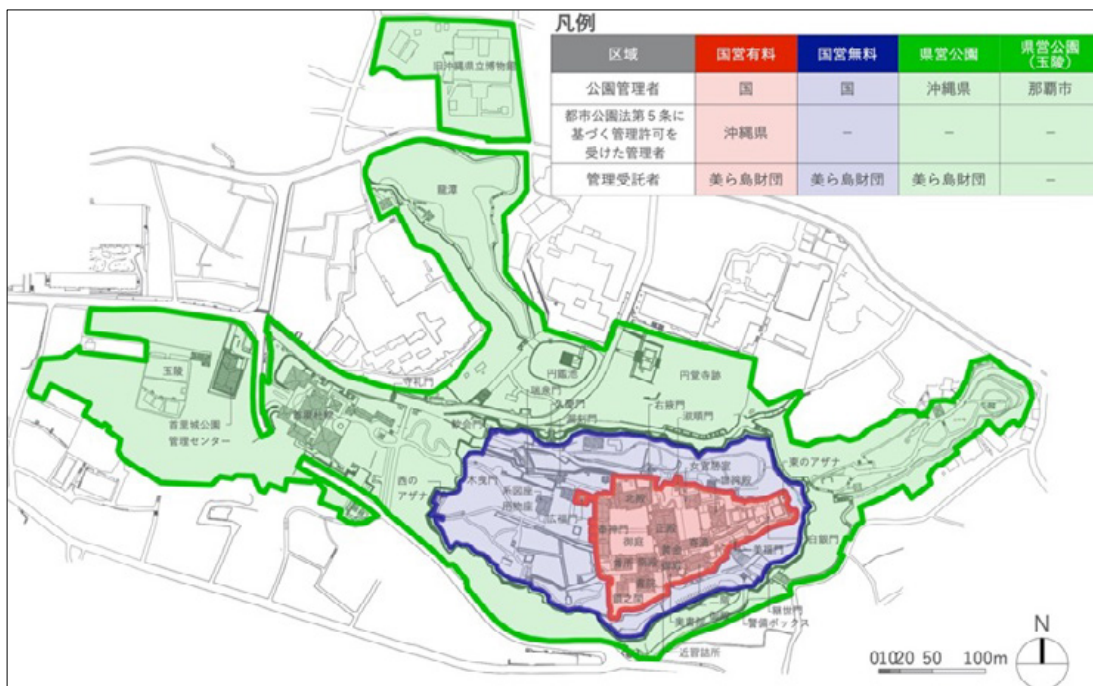 凡例
区域 国営有料 国営無料 県営公園 県営公園
(玉陵)
公園管理者 国 国 沖縄県 那覇市
都市公園法第5条に
基づく管理許可を
受けた管理者 沖縄県 − − −
管理受託者 美ら島財団 美ら島財団 美ら島財団 −
旧沖縄県立博物館
龍潭
円鑑池
円覚寺跡
玉陵
守礼門
瑞泉門
久慶門
右掖門
淑順門
首里杜館
歓会門
漏刻門
首里城公園
管理センター
西の
アザナ
木曳門
系図座
用物座
広福門
女官居室
東のアザナ
北殿
奉神門
正殿
御庭
寄満
美福門
白銀門
書院
鎖之間
奥書院
継世門
警備ボックス
近習詰所
N
01020 50 100m